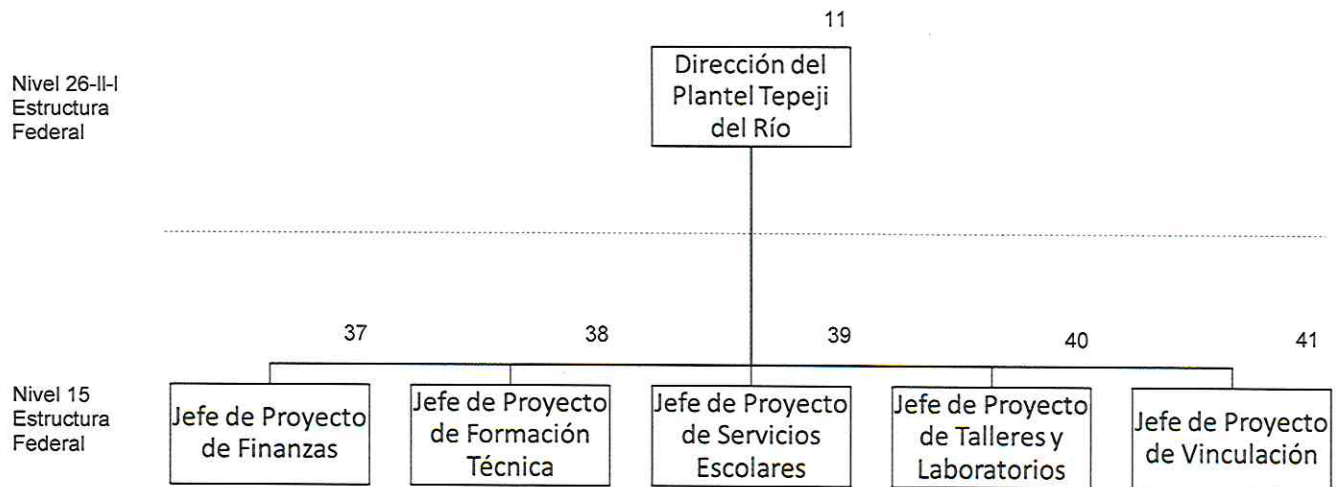 11
Nivel 26-II-I
Estructura
Federal
Dirección del
Plantel Tepeji
del Río
37
38
39
40
41
Nivel 15
Estructura
Federal
Jefe de Proyecto
de Finanzas
Jefe de Proyecto
de Formación
Técnica
Jefe de Proyecto
de Servicios
Escolares
Jefe de Proyecto
de Talleres y
Laboratorios
Jefe de Proyecto
de Vinculación